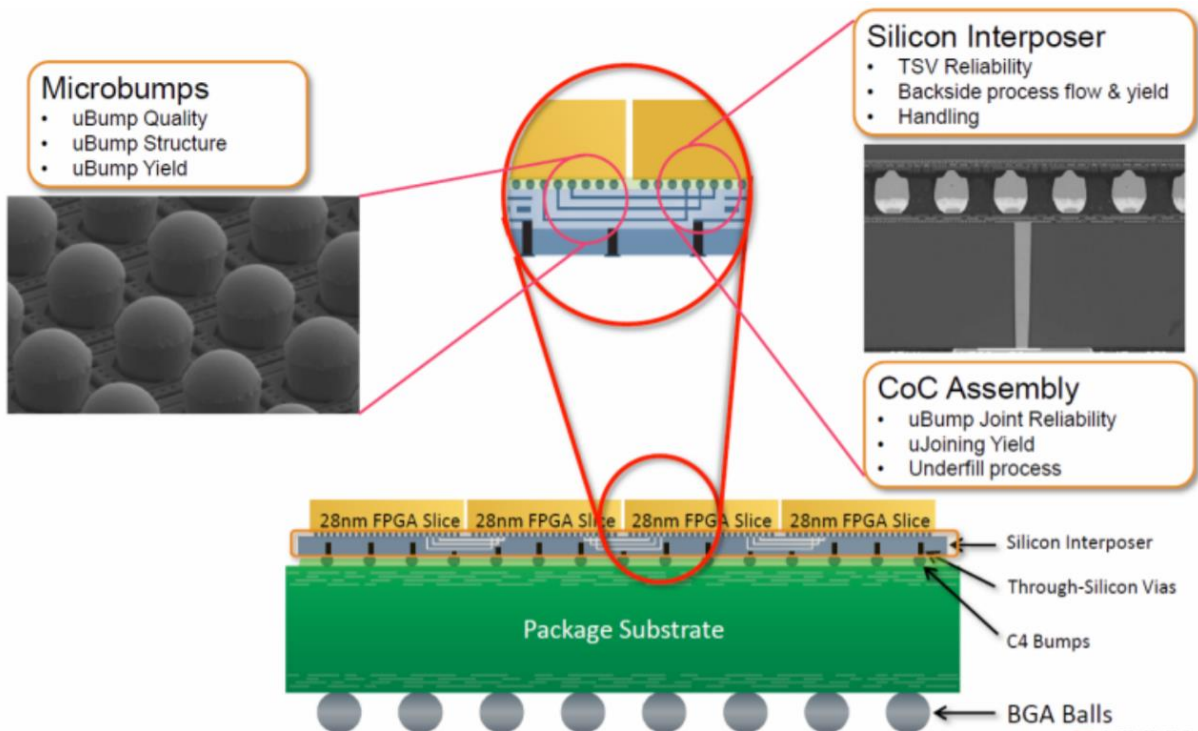 Microbumps
• uBump Quality
• uBump Structure
• uBump Yield
Silicon Interposer
• TSV Reliability
• Backside process flow & yield
• Handling
CoC Assembly
• uBump Joint Reliability
• uJoining Yield
• Underfill process
28nm FPGA Slice
28nm FPGA Slice
28nm FPGA Slice
28nm FPGA Slice
Silicon Interposer
Through-Silicon Vias
C4 Bumps
Package Substrate
BGA Balls